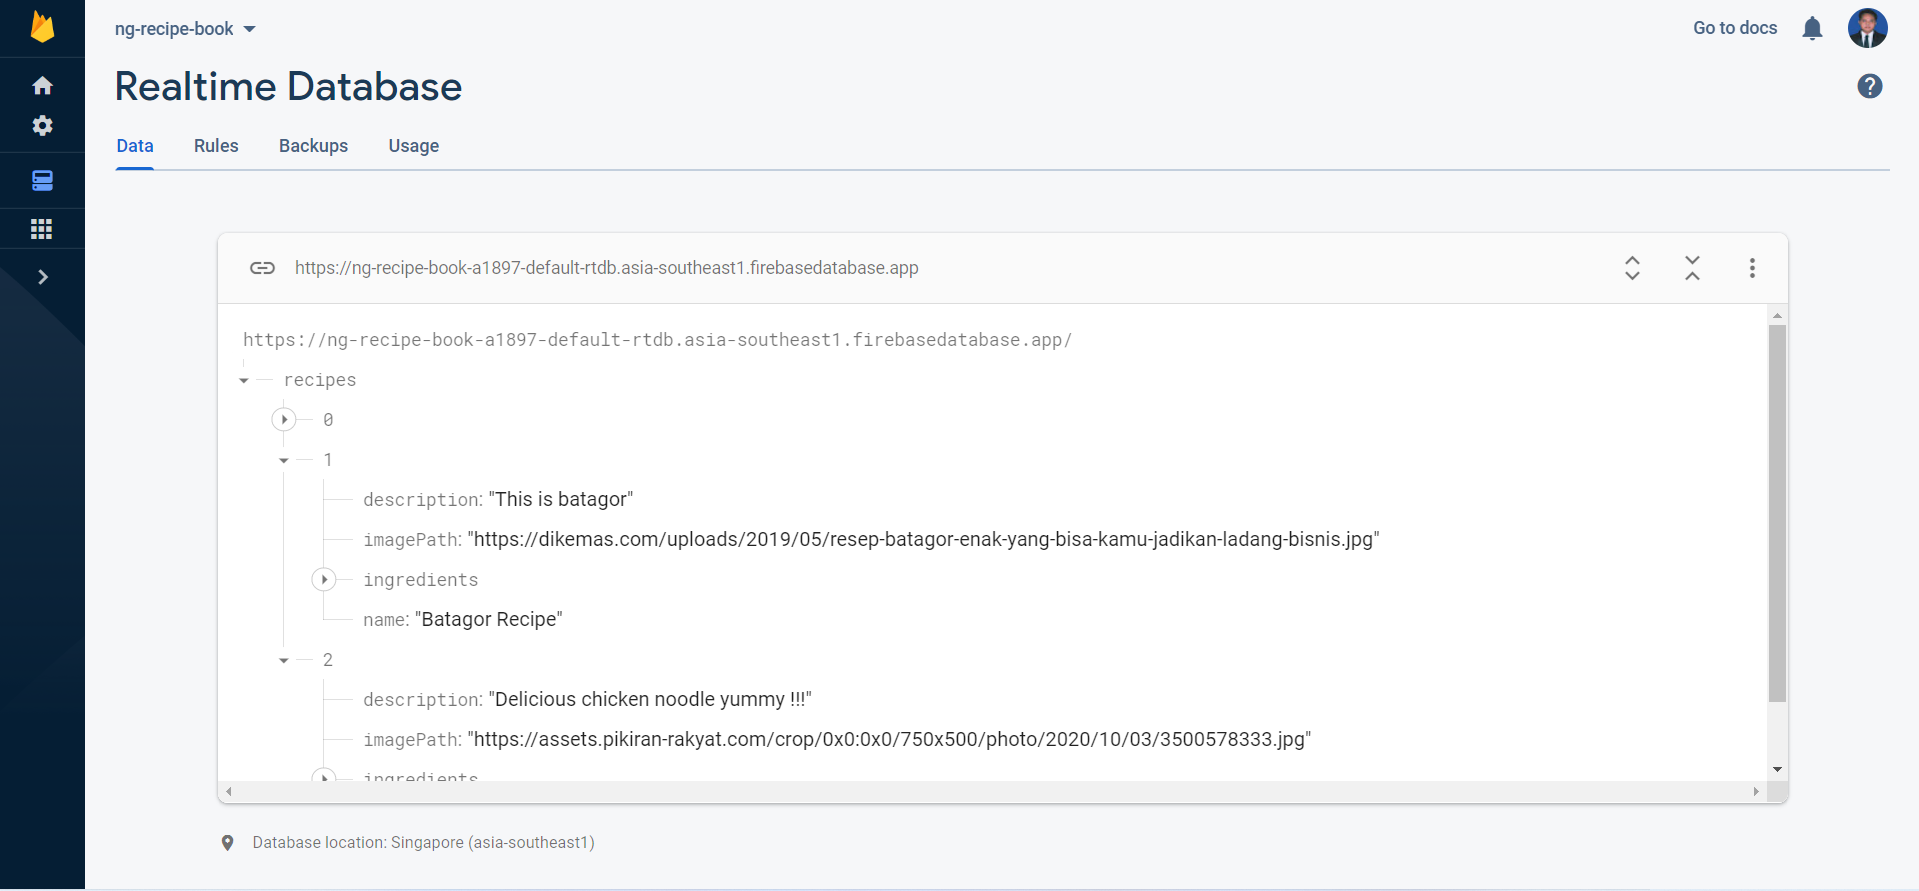 ng-recipe-book
Go to docs
Realtime Database
Data Rules Backups Usage
https://ng-recipe-book-a1897-default-rtdb.asia-southeast1.firebasedatabase.app
https://ng-recipe-book-a1897-default-rtdb.asia-southeast1.firebasedatabase.app/
recipes
0
1
description: "This is batagor"
imagePath: "https://dikemas.com/uploads/2019/05/resep-batagor-enak-yang-bisa-kamu-jadikan-ladang-bisnis.jpg"
ingredients
name: "Batagor Recipe"
2
description: "Delicious chicken noodle yummy !!!"
imagePath: "https://assets.pikiran-rakyat.com/crop/0x0:0x0/750x500/photo/2020/10/03/3500578333.jpg"
ingredients
Database location: Singapore (asia-southeast1)